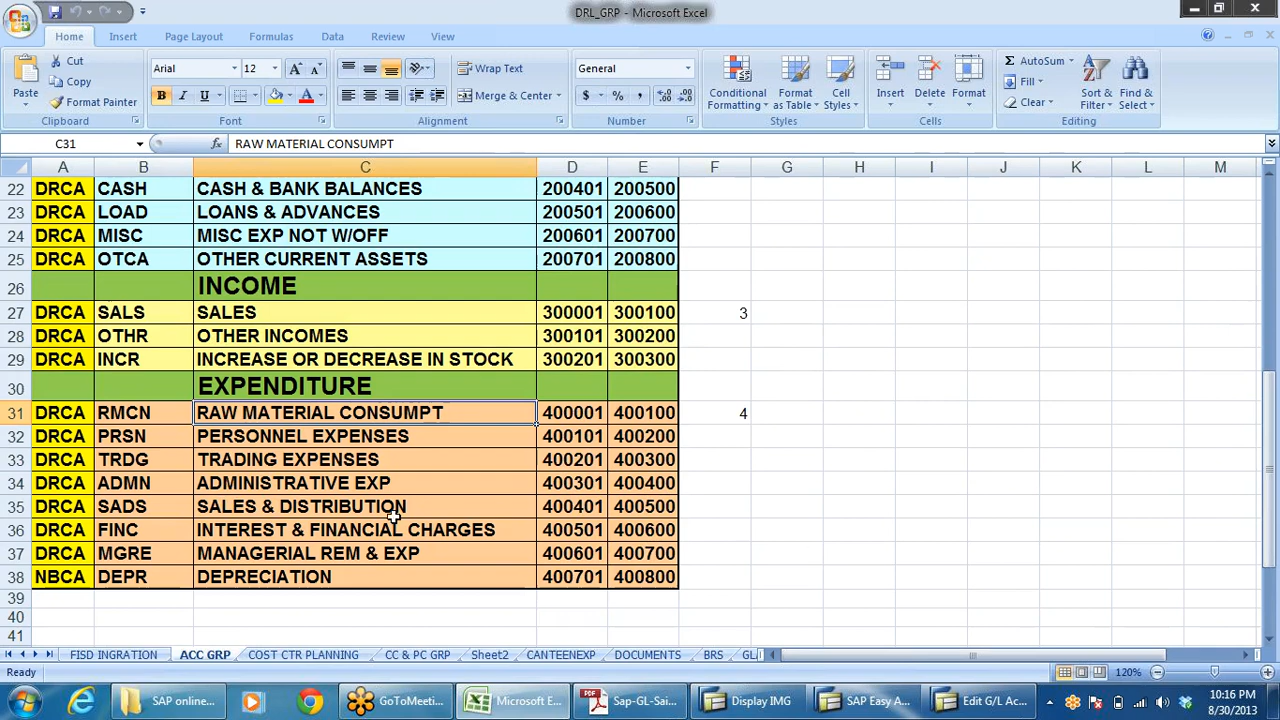 DRL_GRP - Microsoft Excel
Home Insert Page Layout Formulas Data Review View
Cut
Copy
Format Painter
Paste
Clipboard
Arial 12
B I U
Font
Wrap Text
Merge & Center
Alignment
General
$ % ,
Number
Conditional Formatting
Format as Table
Cell Styles
Styles
Insert Delete Format
Cells
AutoSum
Fill
Clear
Sort & Filter
Find & Select
Editing
C31 fx RAW MATERIAL CONSUMPT
A B C D E F G H I J K L M
22 DRCA CASH CASH & BANK BALANCES 200401 200500
23 DRCA LOAD LOANS & ADVANCES 200501 200600
24 DRCA MISC MISC EXP NOT W/OFF 200601 200700
25 DRCA OTCA OTHER CURRENT ASSETS 200701 200800
26 INCOME
27 DRCA SALS SALES 300001 300100 3
28 DRCA OTHR OTHER INCOMES 300101 300200
29 DRCA INCR INCREASE OR DECREASE IN STOCK 300201 300300
30 EXPENDITURE
31 DRCA RMCN RAW MATERIAL CONSUMPT 400001 400100 4
32 DRCA PRSN PERSONNEL EXPENSES 400101 400200
33 DRCA TRDG TRADING EXPENSES 400201 400300
34 DRCA ADMN ADMINISTRATIVE EXP 400301 400400
35 DRCA SADS SALES & DISTRIBUTION 400401 400500
36 DRCA FINC INTEREST & FINANCIAL CHARGES 400501 400600
37 DRCA MGRE MANAGERIAL REM & EXP 400601 400700
38 NBCA DEPR DEPRECIATION 400701 400800
39
40
41
FISD INGRATION ACC GRP COST CTR PLANNING CC & PC GRP Sheet2 CANTEENEXP DOCUMENTS BRS GL
Ready 120%
SAP online... GoToMeeti... Microsoft E... Sap-GL-Sai... Display IMG SAP Easy A... Edit G/L Ac...
10:16 PM
8/30/2013